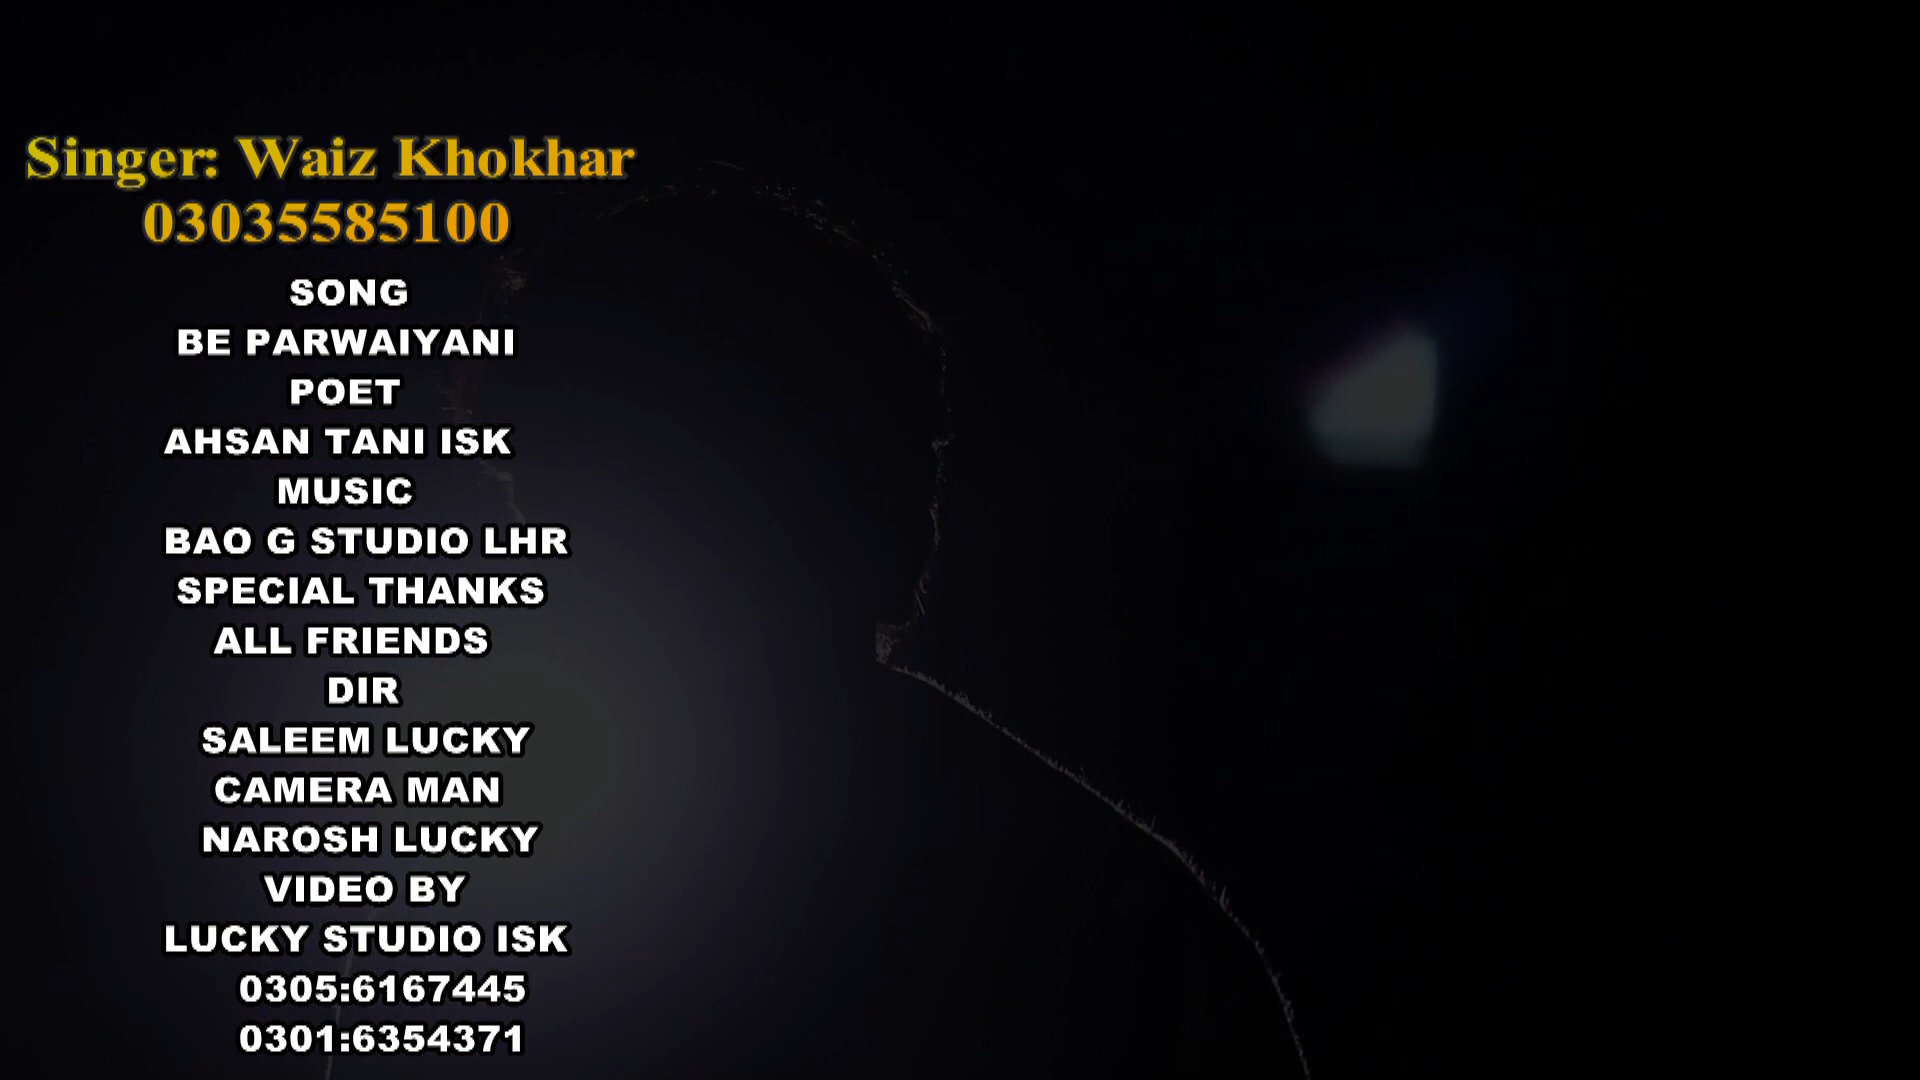 Singer: Waiz Khokhar
03035585100
SONG
BE PARWAIYANI
POET
AHSAN TANI ISK
MUSIC
BAO G STUDIO LHR
SPECIAL THANKS
ALL FRIENDS
DIR
SALEEM LUCKY
CAMERA MAN
NAROSH LUCKY
VIDEO BY
LUCKY STUDIO ISK
0305:6167445
0301:6354371